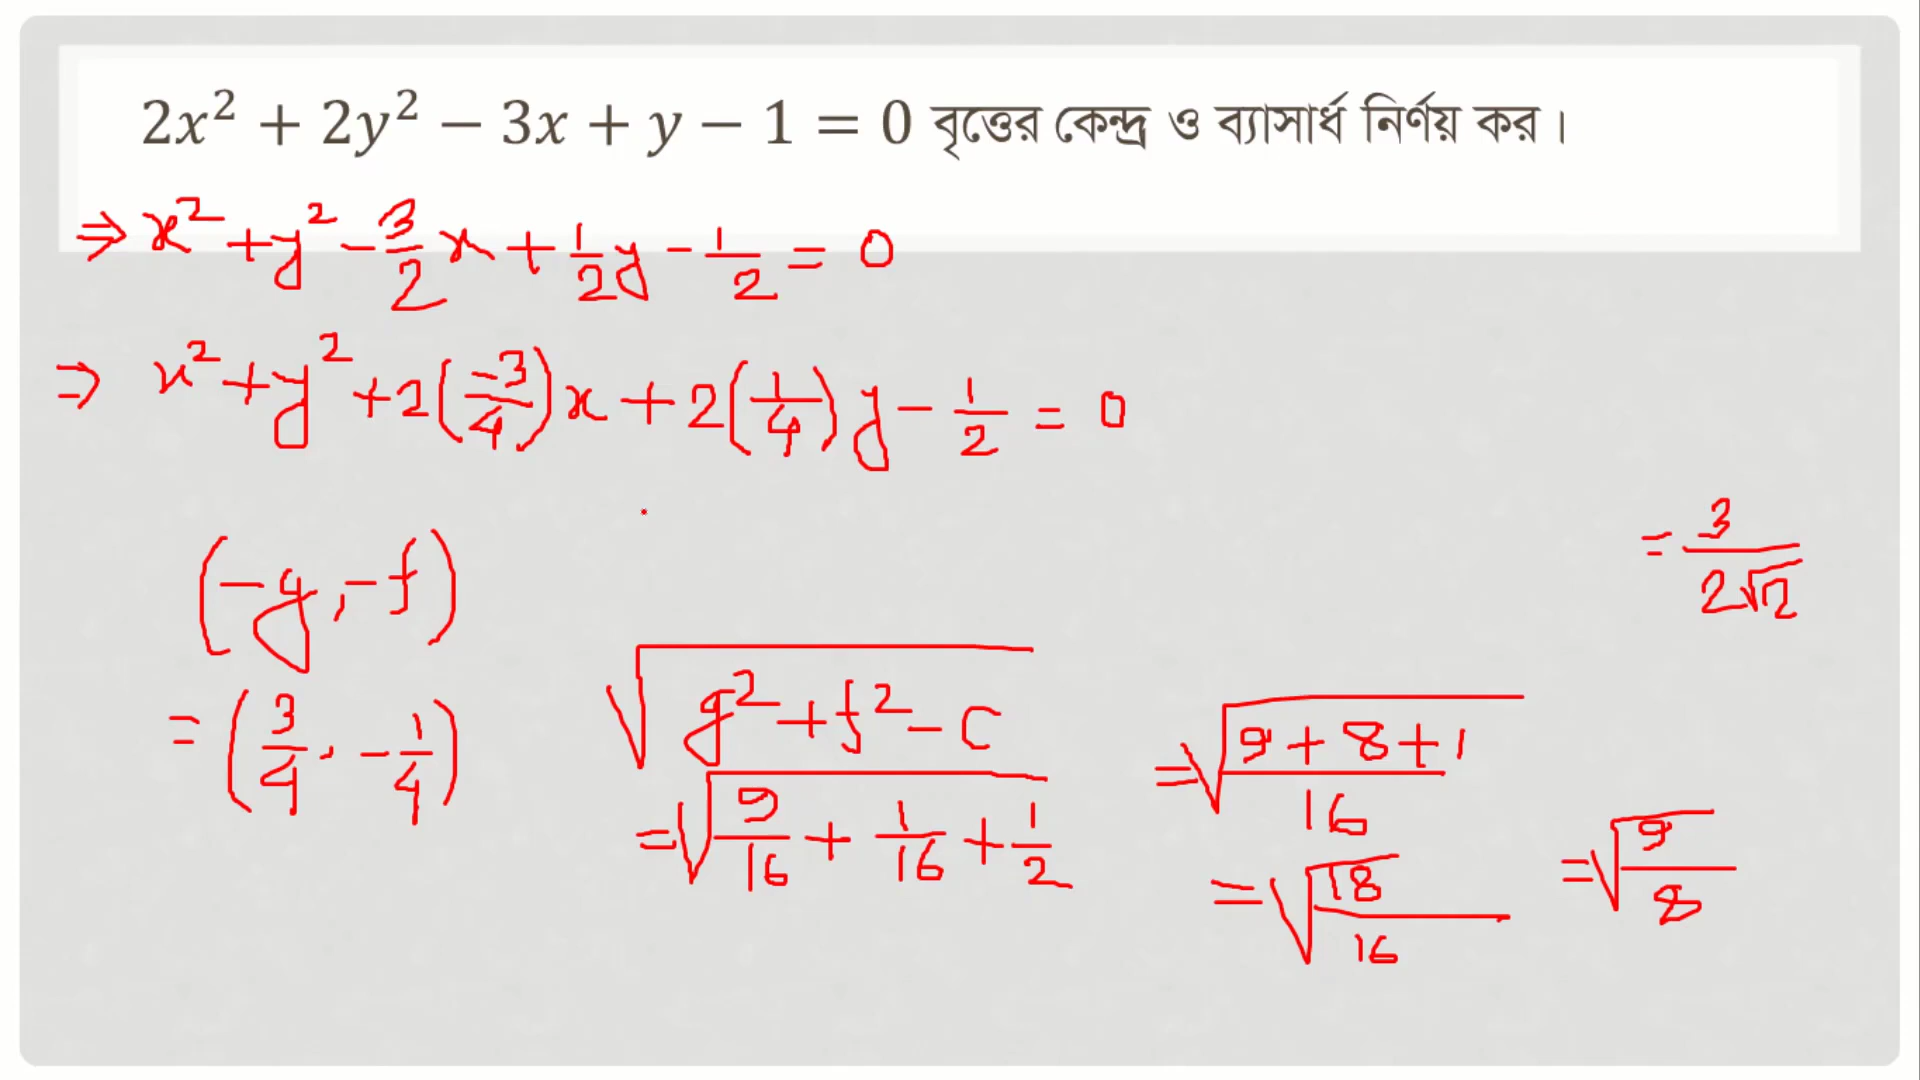 2x² + 2y² − 3x + y − 1 = 0 বৃত্তের কেন্দ্র ও ব্যাসার্ধ নির্ণয় কর।
⇒ x² + y² − 3/2 x + 1/2 y − 1/2 = 0
⇒ x² + y² + 2(−3/4)x + 2(1/4)y − 1/2 = 0
(−g, −f)
= (3/4, −1/4)
√(g² + f² − c)
= √(9/16 + 1/16 + 1/2)
= √((9 + 8 + 1)/16)
= √(18/16)
= √(9/8)
= 3/(2√2)